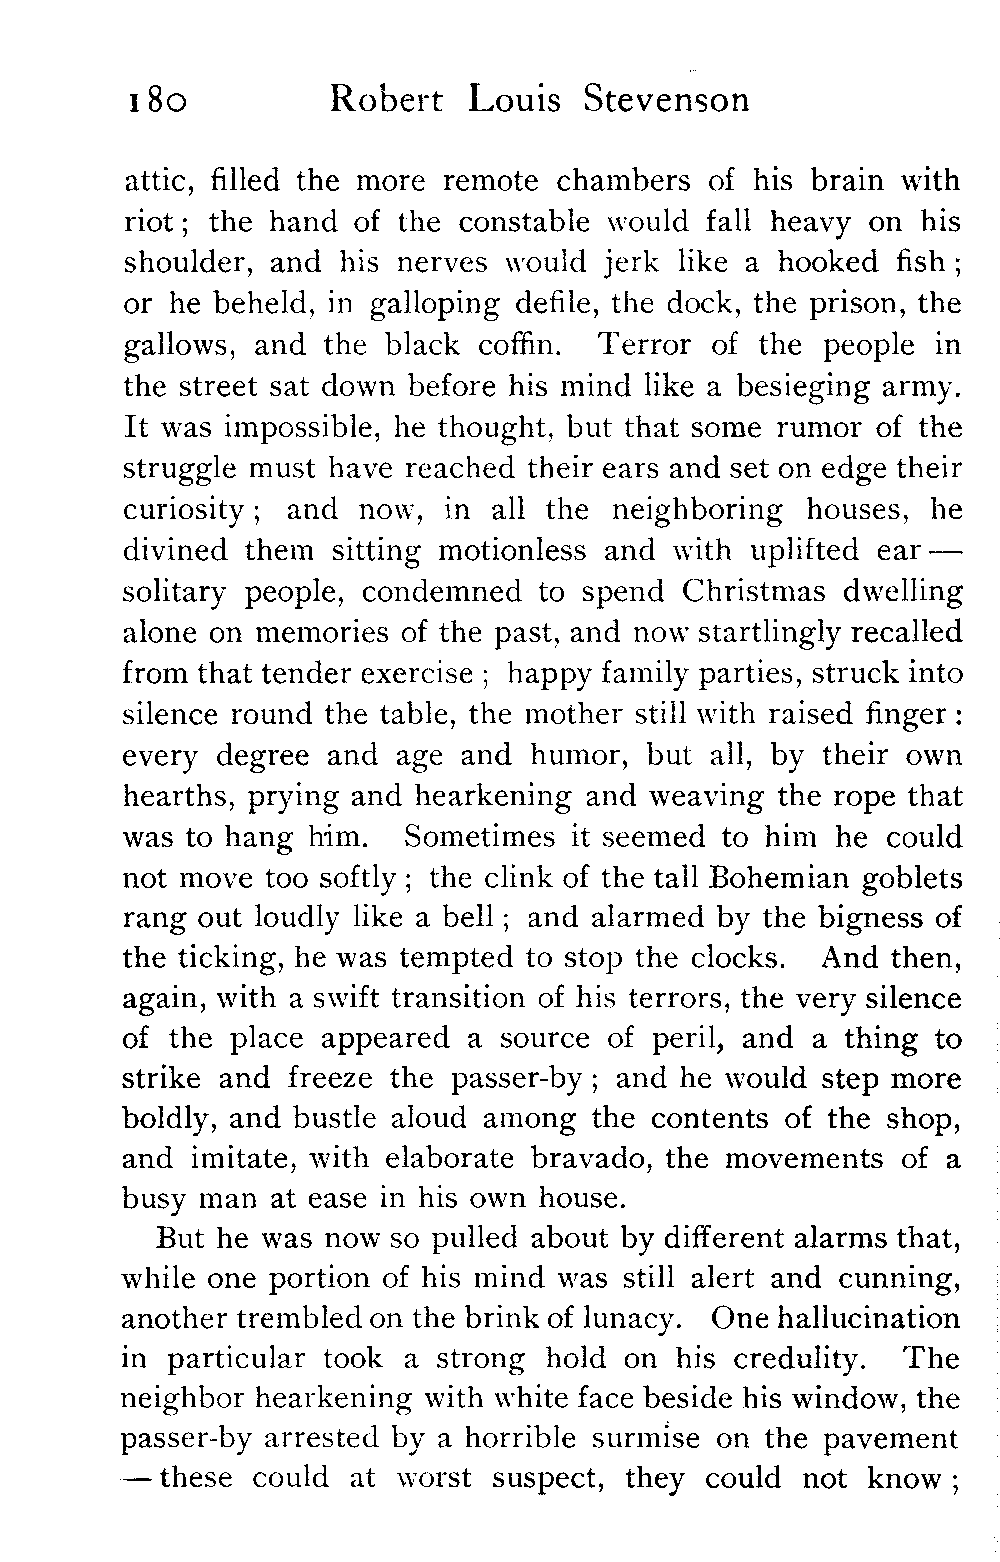 180 Robert Louis Stevenson
attic, filled the more remote chambers of his brain with
riot ; the hand of the constable would fall heavy on his
shoulder, and his nerves would jerk like a hooked fish ;
or he beheld, in galloping defile, the dock, the prison, the
gallows, and the black coffin. Terror of the people in
the street sat down before his mind like a besieging army.
It was impossible, he thought, but that some rumor of the
struggle must have reached their ears and set on edge their
curiosity ; and now, in all the neighboring houses, he
divined them sitting motionless and with uplifted ear —
solitary people, condemned to spend Christmas dwelling
alone on memories of the past, and now startlingly recalled
from that tender exercise ; happy family parties, struck into
silence round the table, the mother still with raised finger :
every degree and age and humor, but all, by their own
hearths, prying and hearkening and weaving the rope that
was to hang him. Sometimes it seemed to him he could
not move too softly ; the clink of the tall Bohemian goblets
rang out loudly like a bell ; and alarmed by the bigness of
the ticking, he was tempted to stop the clocks. And then,
again, with a swift transition of his terrors, the very silence
of the place appeared a source of peril, and a thing to
strike and freeze the passer-by ; and he would step more
boldly, and bustle aloud among the contents of the shop,
and imitate, with elaborate bravado, the movements of a
busy man at ease in his own house.
But he was now so pulled about by different alarms that,
while one portion of his mind was still alert and cunning,
another trembled on the brink of lunacy. One hallucination
in particular took a strong hold on his credulity. The
neighbor hearkening with white face beside his window, the
passer-by arrested by a horrible surmise on the pavement
— these could at worst suspect, they could not know ;